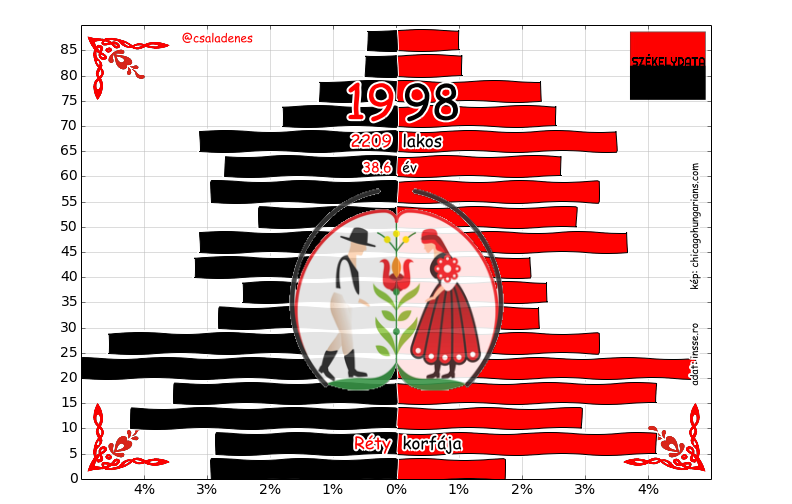 @csaladenes
SZÉKELYDATA
1998
2209 lakos
38.6 év
Réty korfája
kép: chicagohungarians.com
adat: insse.ro
85
80
75
70
65
60
55
50
45
40
35
30
25
20
15
10
5
0
4% 3% 2% 1% 0% 1% 2% 3% 4%